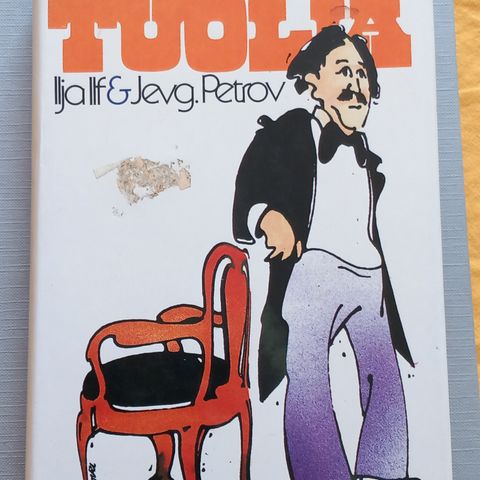 TUOLIA
Ilja Ilf & Jevg. Petrov